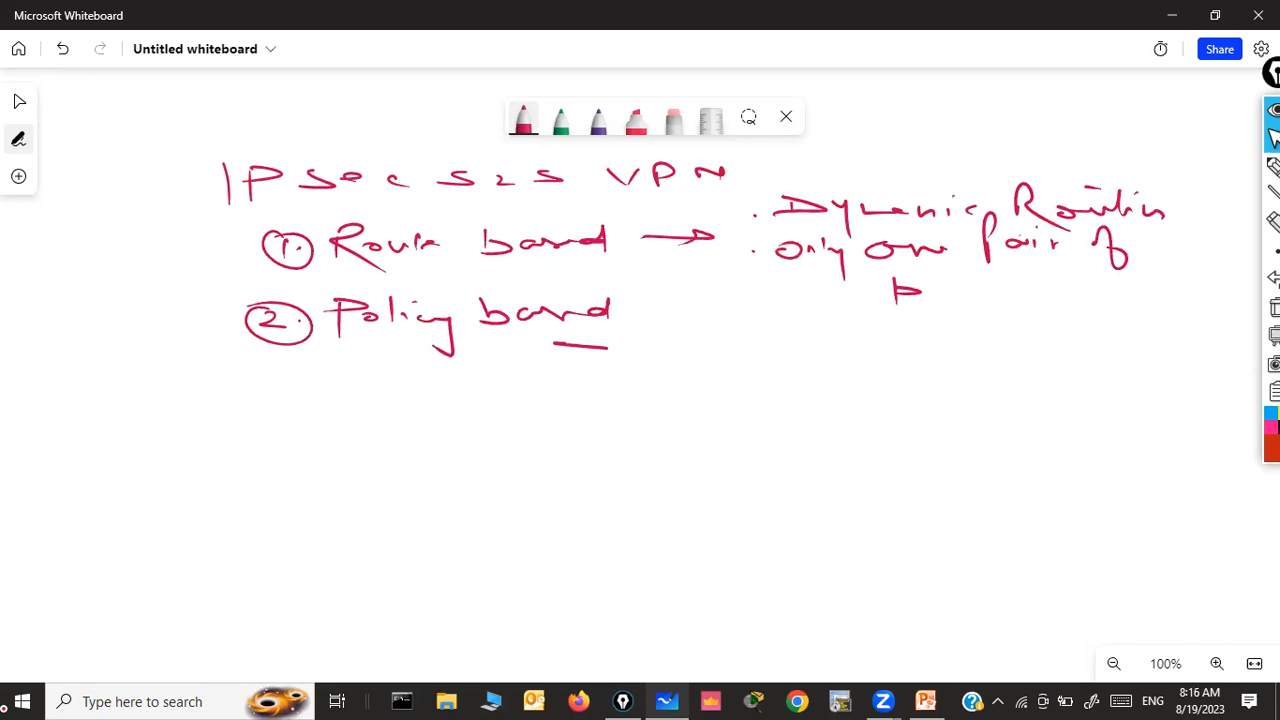 Microsoft Whiteboard
Untitled whiteboard
Share
IPsec S2S VPN
1. Route based → . Dynamic Routin
. Only one Pair of
P
2. Policy based
100%
Type here to search
ENG
8:16 AM
8/19/2023